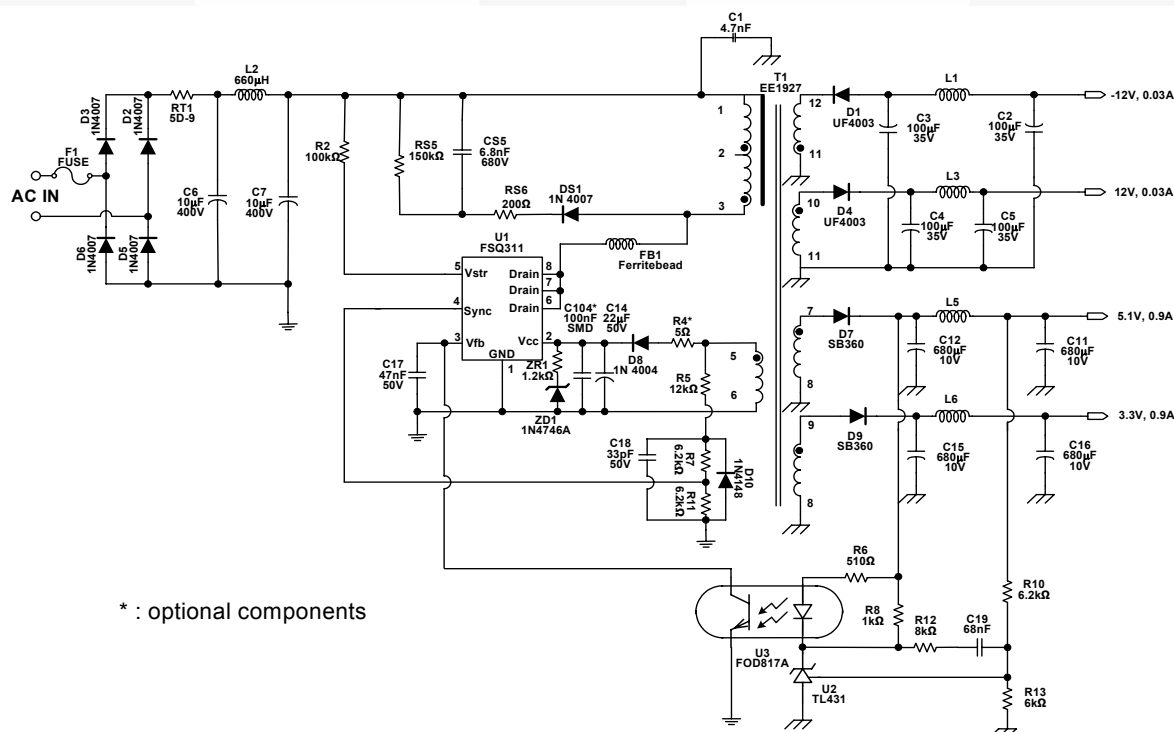 C1
4.7nF
L2
660µH
T1
EE1927
L1
-12V, 0.03A
D3
1N4007
D2
1N4007
RT1
5D-9
1
12
D1
UF4003
C3
100µF
35V
C2
100µF
35V
F1
FUSE
R2
100kΩ
RS5
150kΩ
CS5
6.8nF
680V
2
11
AC IN
C6
10µF
400V
C7
10µF
400V
RS6
200Ω
DS1
1N 4007
3
10
D4
UF4003
L3
12V, 0.03A
C4
100µF
35V
C5
100µF
35V
D6
1N4007
D5
1N4007
U1
FSQ311
FB1
Ferritebead
11
5
Vstr
Drain
8
4
Sync
Drain
7
Drain
6
3
Vfb
Vcc
2
GND
1
C104*
100nF
SMD
C14
22µF
50V
R4*
5Ω
D8
1N 4004
7
D7
SB360
L5
5.1V, 0.9A
C12
680µF
10V
C11
680µF
10V
C17
47nF
50V
ZR1
1.2kΩ
ZD1
1N4746A
R5
12kΩ
5
6
8
9
D9
SB360
L6
3.3V, 0.9A
C15
680µF
10V
C16
680µF
10V
C18
33pF
50V
R7
6.2kΩ
D10
1N4148
R11
6.2kΩ
8
R6
510Ω
R8
1kΩ
R12
8kΩ
C19
68nF
R10
6.2kΩ
* : optional components
U3
FOD817A
U2
TL431
R13
6kΩ